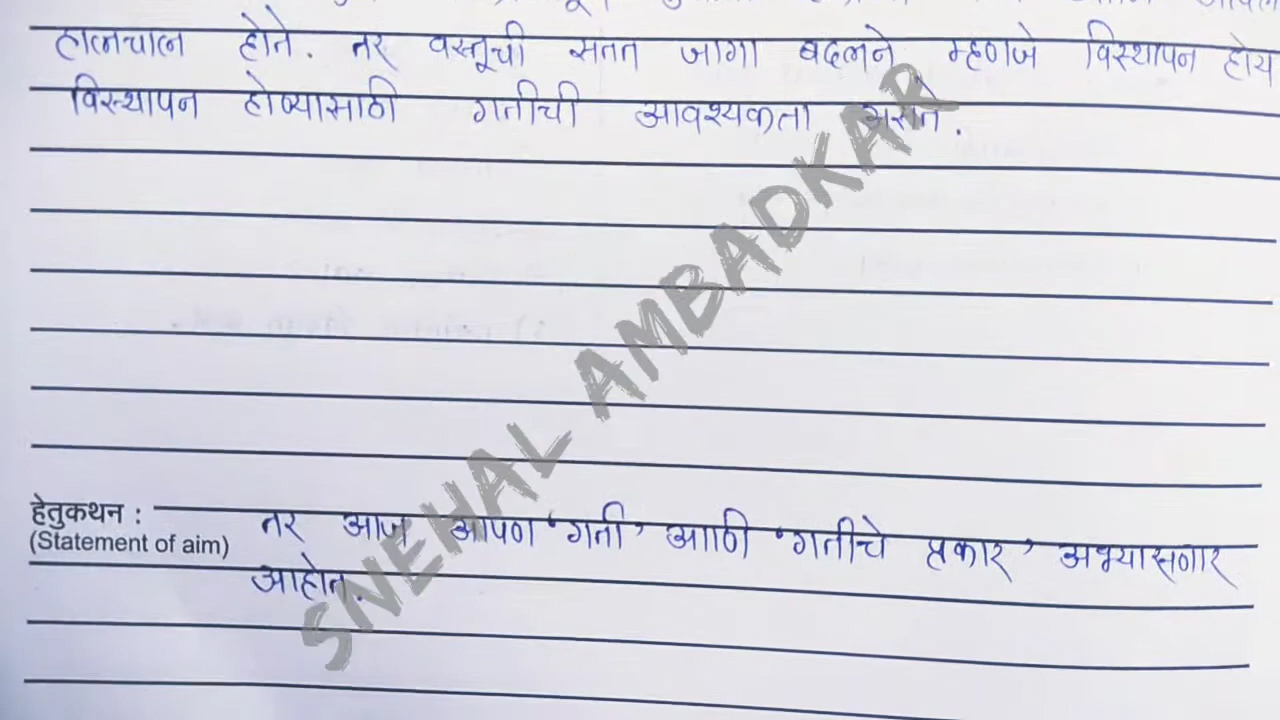 हालचाल होते. तर वस्तूची सतत जागा बदलने म्हणजे विस्थापन होय
विस्थापन होण्यासाठी गतीची आवश्यकता असते.
SNEHAL AMBADKAR
हेतुकथन : तर आज आपण 'गती' आणि 'गतीचे प्रकार' अभ्यासणार
(Statement of aim)
आहोत.